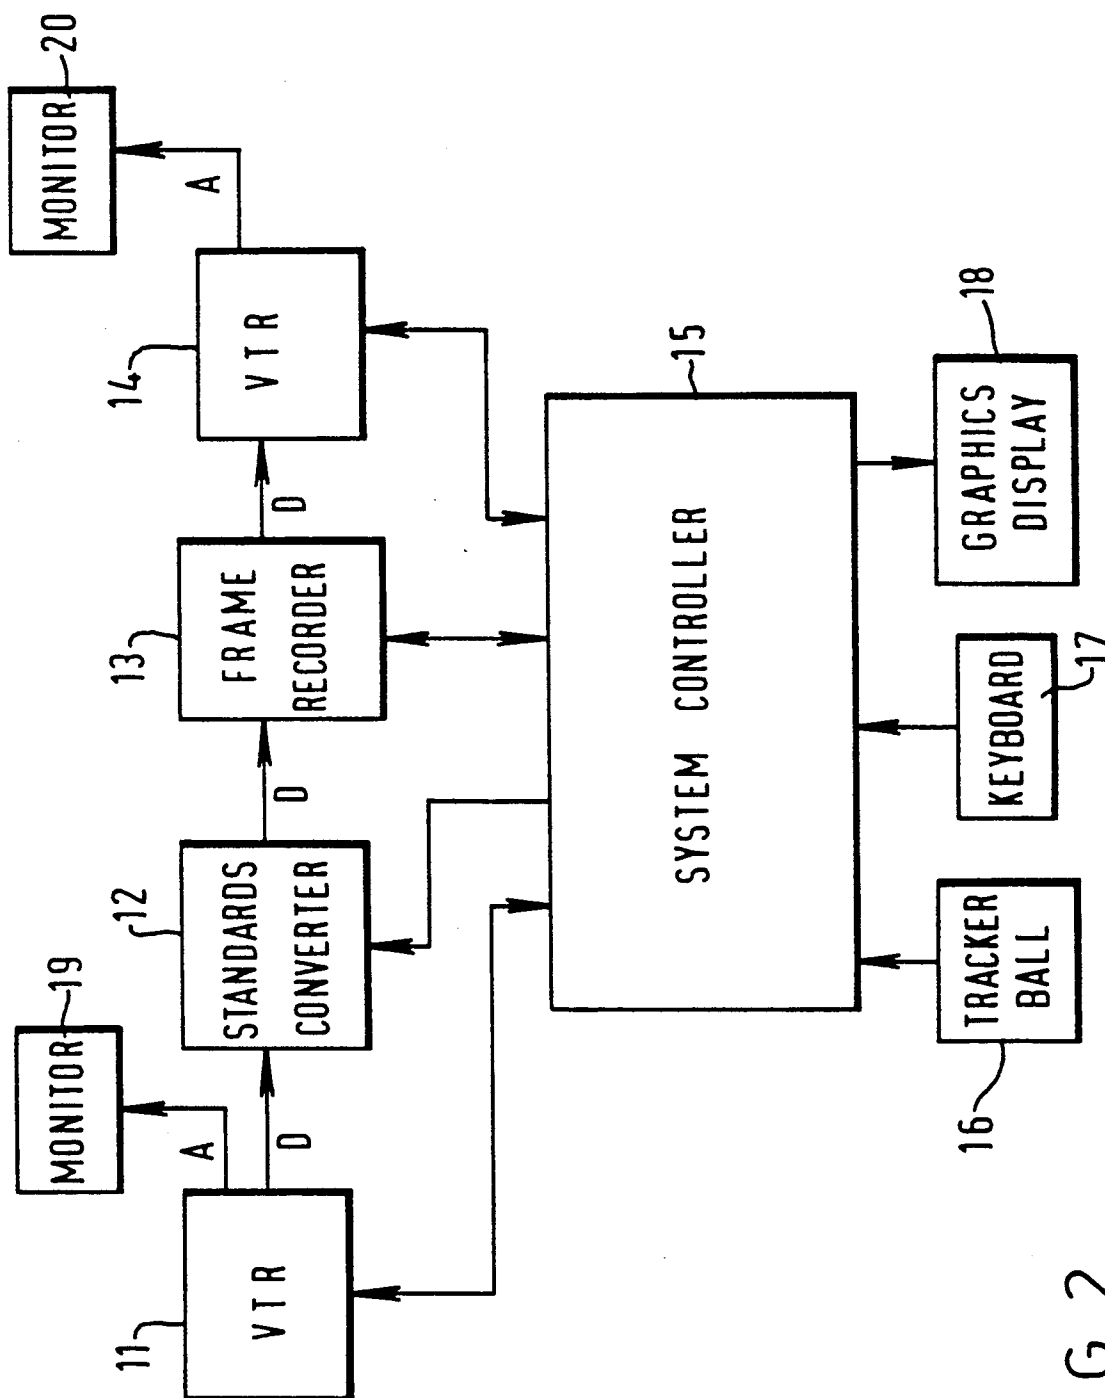 MONITOR
19
MONITOR
20
A
A
11
VTR
D
12
STANDARDS
CONVERTER
D
13
FRAME
RECORDER
D
14
VTR
SYSTEM CONTROLLER
15
16
TRACKER
BALL
KEYBOARD
17
GRAPHICS
DISPLAY
18
G 2